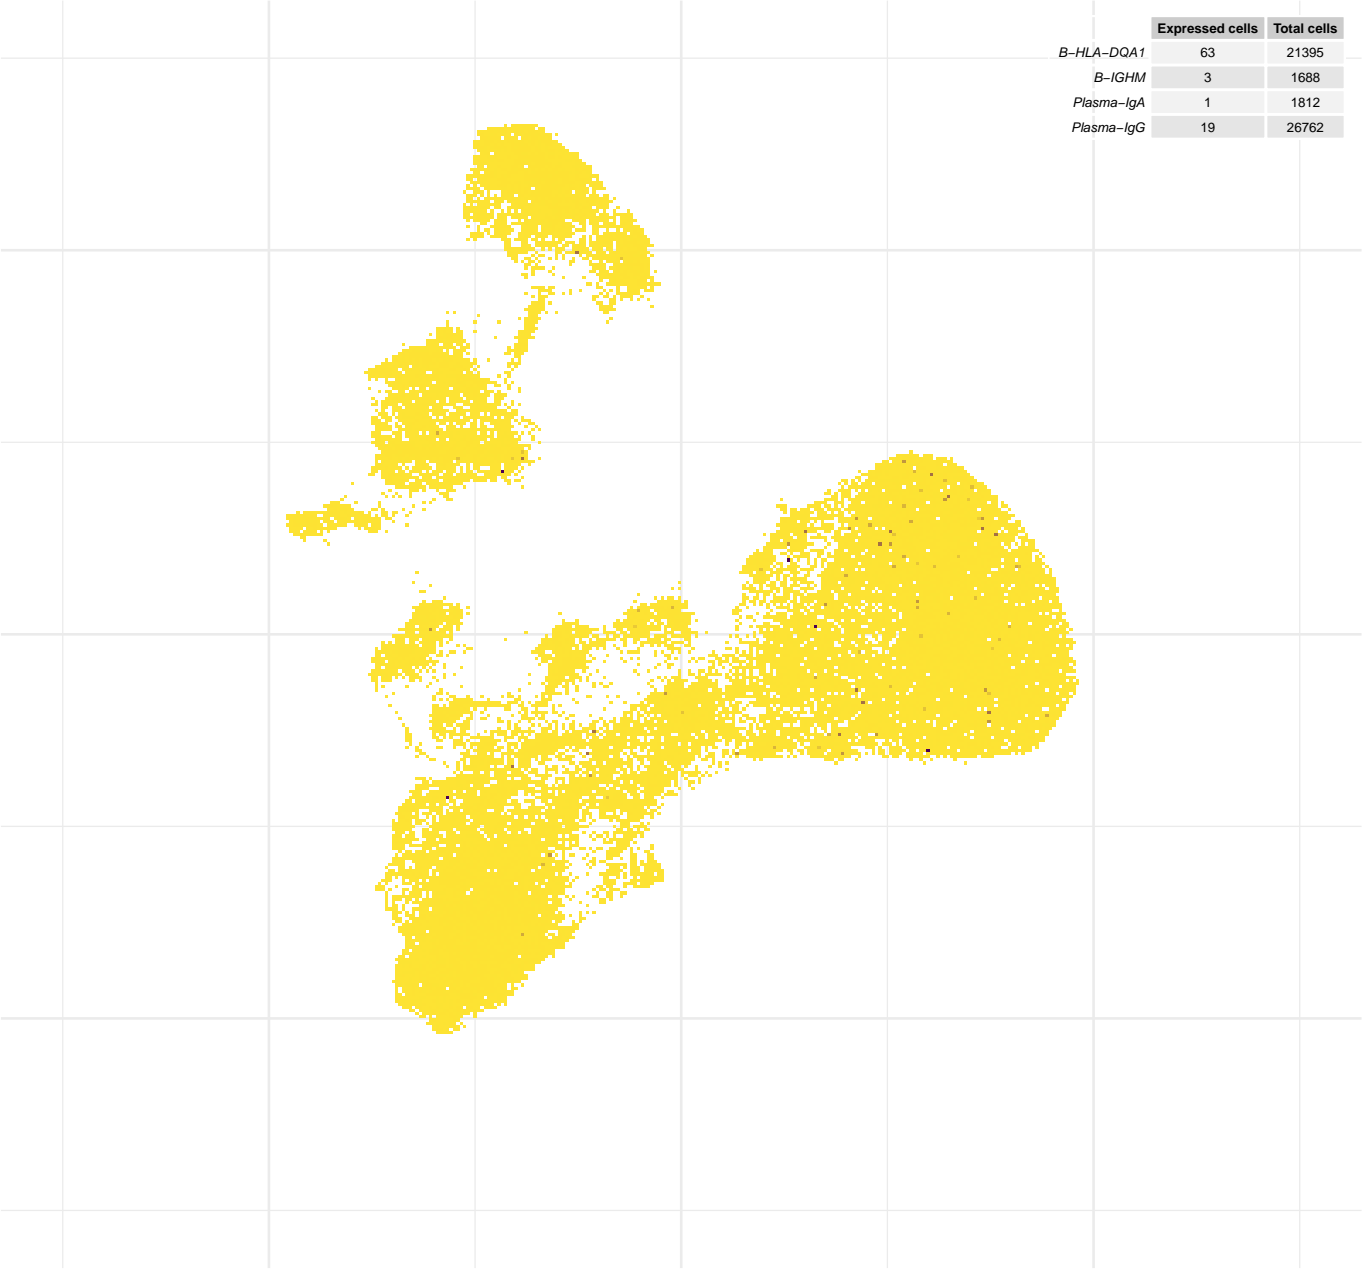 Expressed cells Total cells
B−HLA−DQA1 63 21395
B−IGHM 3 1688
Plasma−IgA 1 1812
Plasma−IgG 19 26762